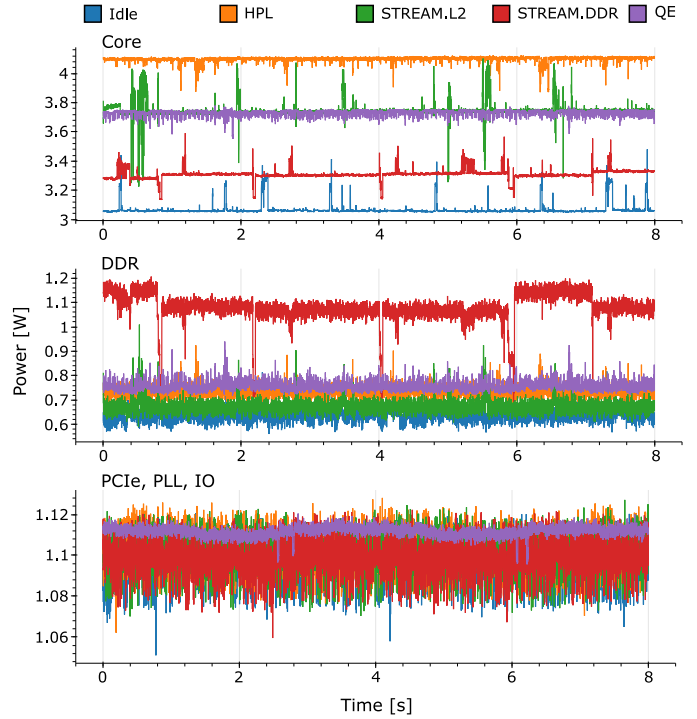 Idle HPL STREAM.L2 STREAM.DDR QE
Core
4
3.8
3.6
3.4
3.2
3
0 2 4 6 8
DDR
1.2
1.1
1
0.9
0.8
0.7
0.6
0 2 4 6 8
Power [W]
PCIe, PLL, IO
1.12
1.10
1.08
1.06
0 2 4 6 8
Time [s]